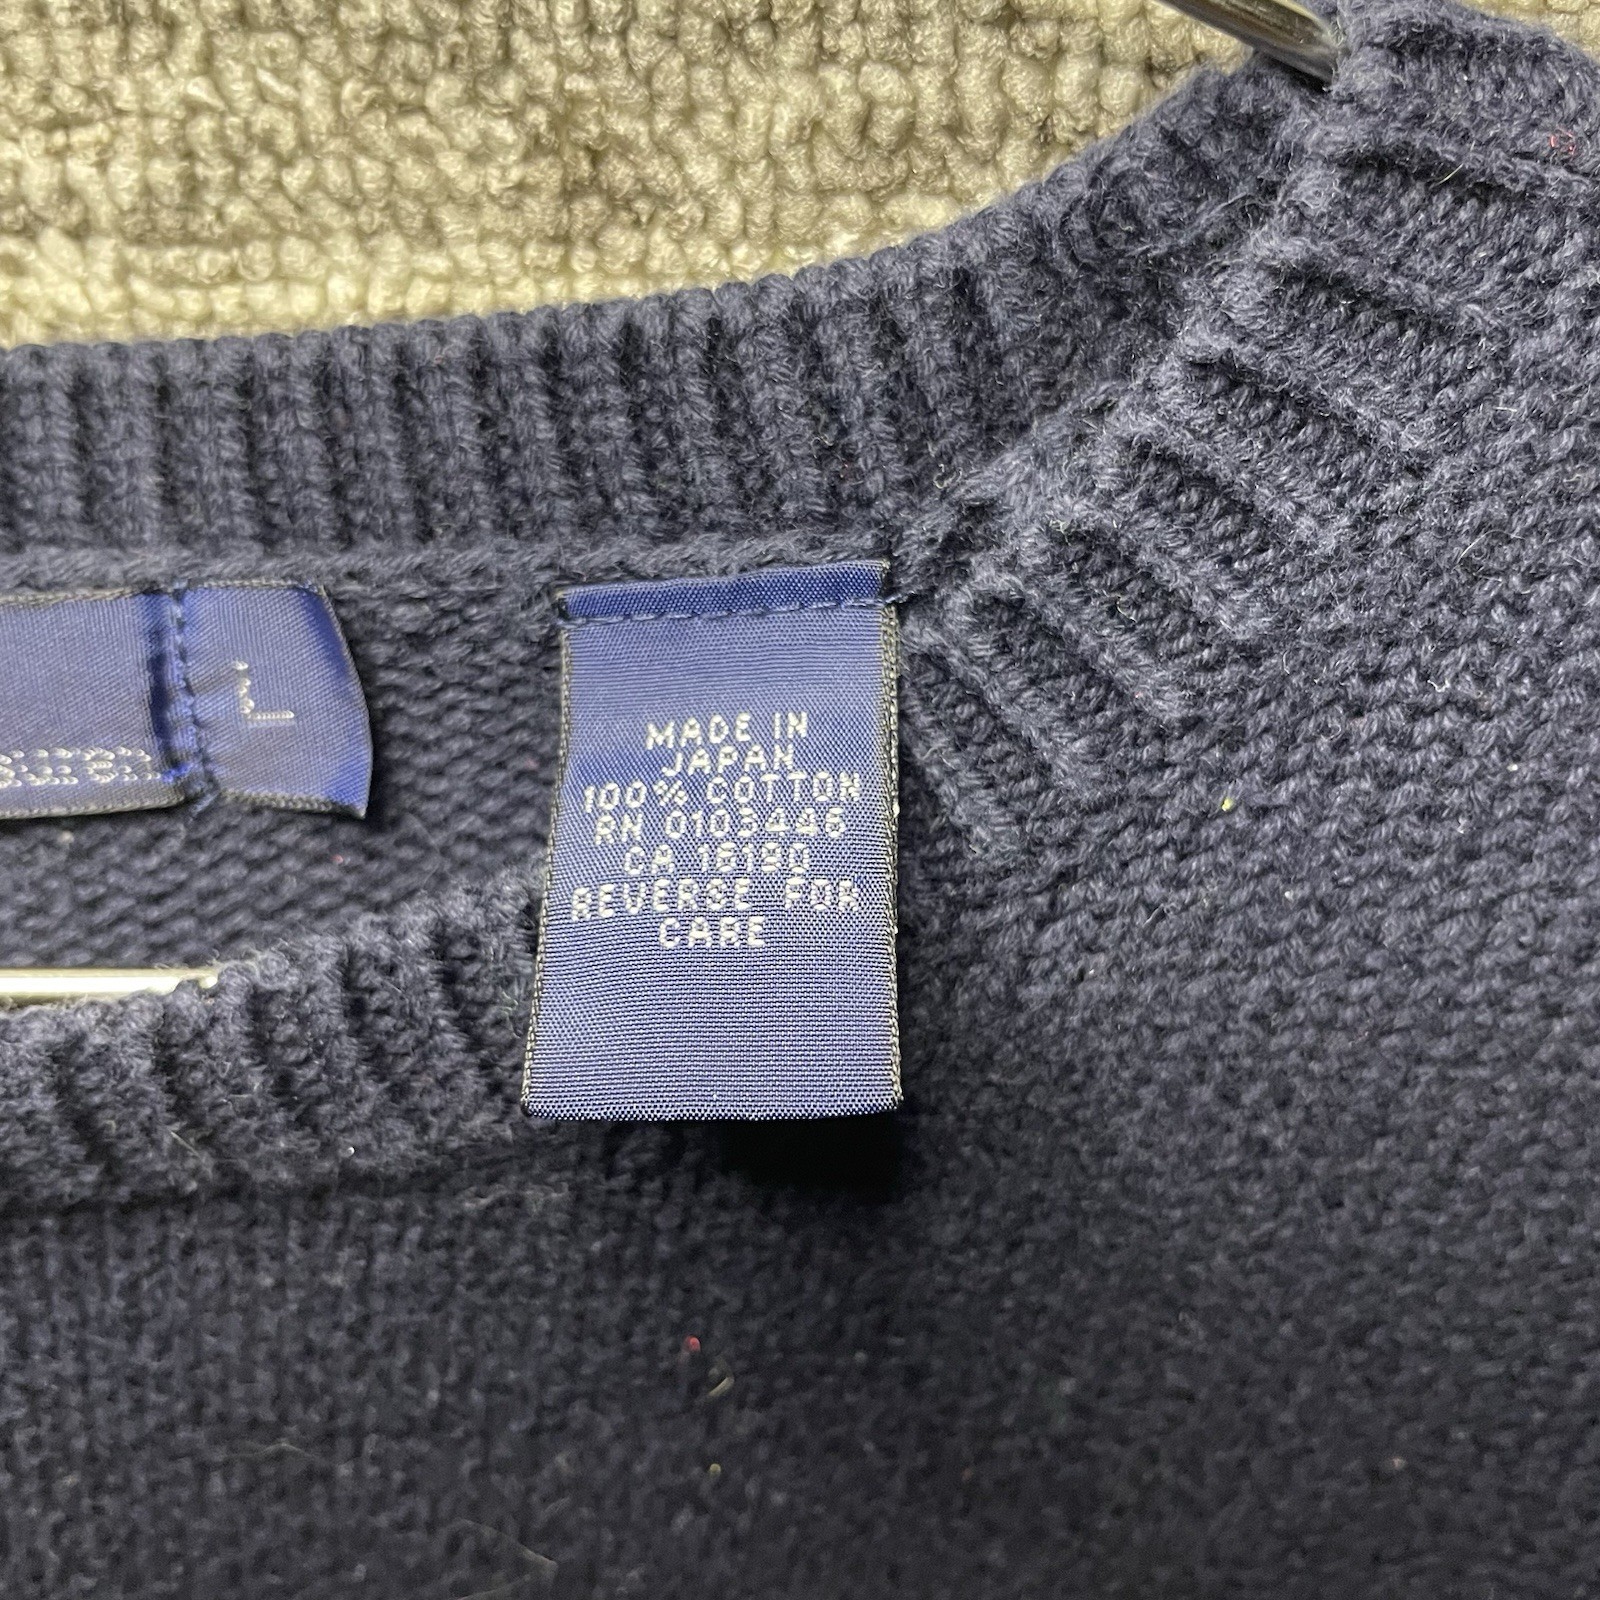 L
MADE IN
JAPAN
100% COTTON
RN 0103446
CA 16190
REVERSE FOR
CARE